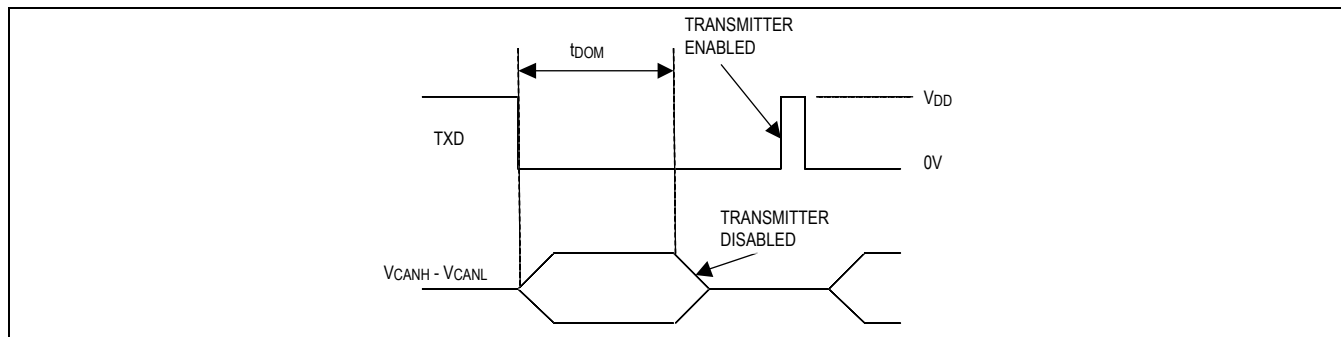 TRANSMITTER
ENABLED
tDOM
VDD
TXD
0V
TRANSMITTER
DISABLED
VCANH - VCANL